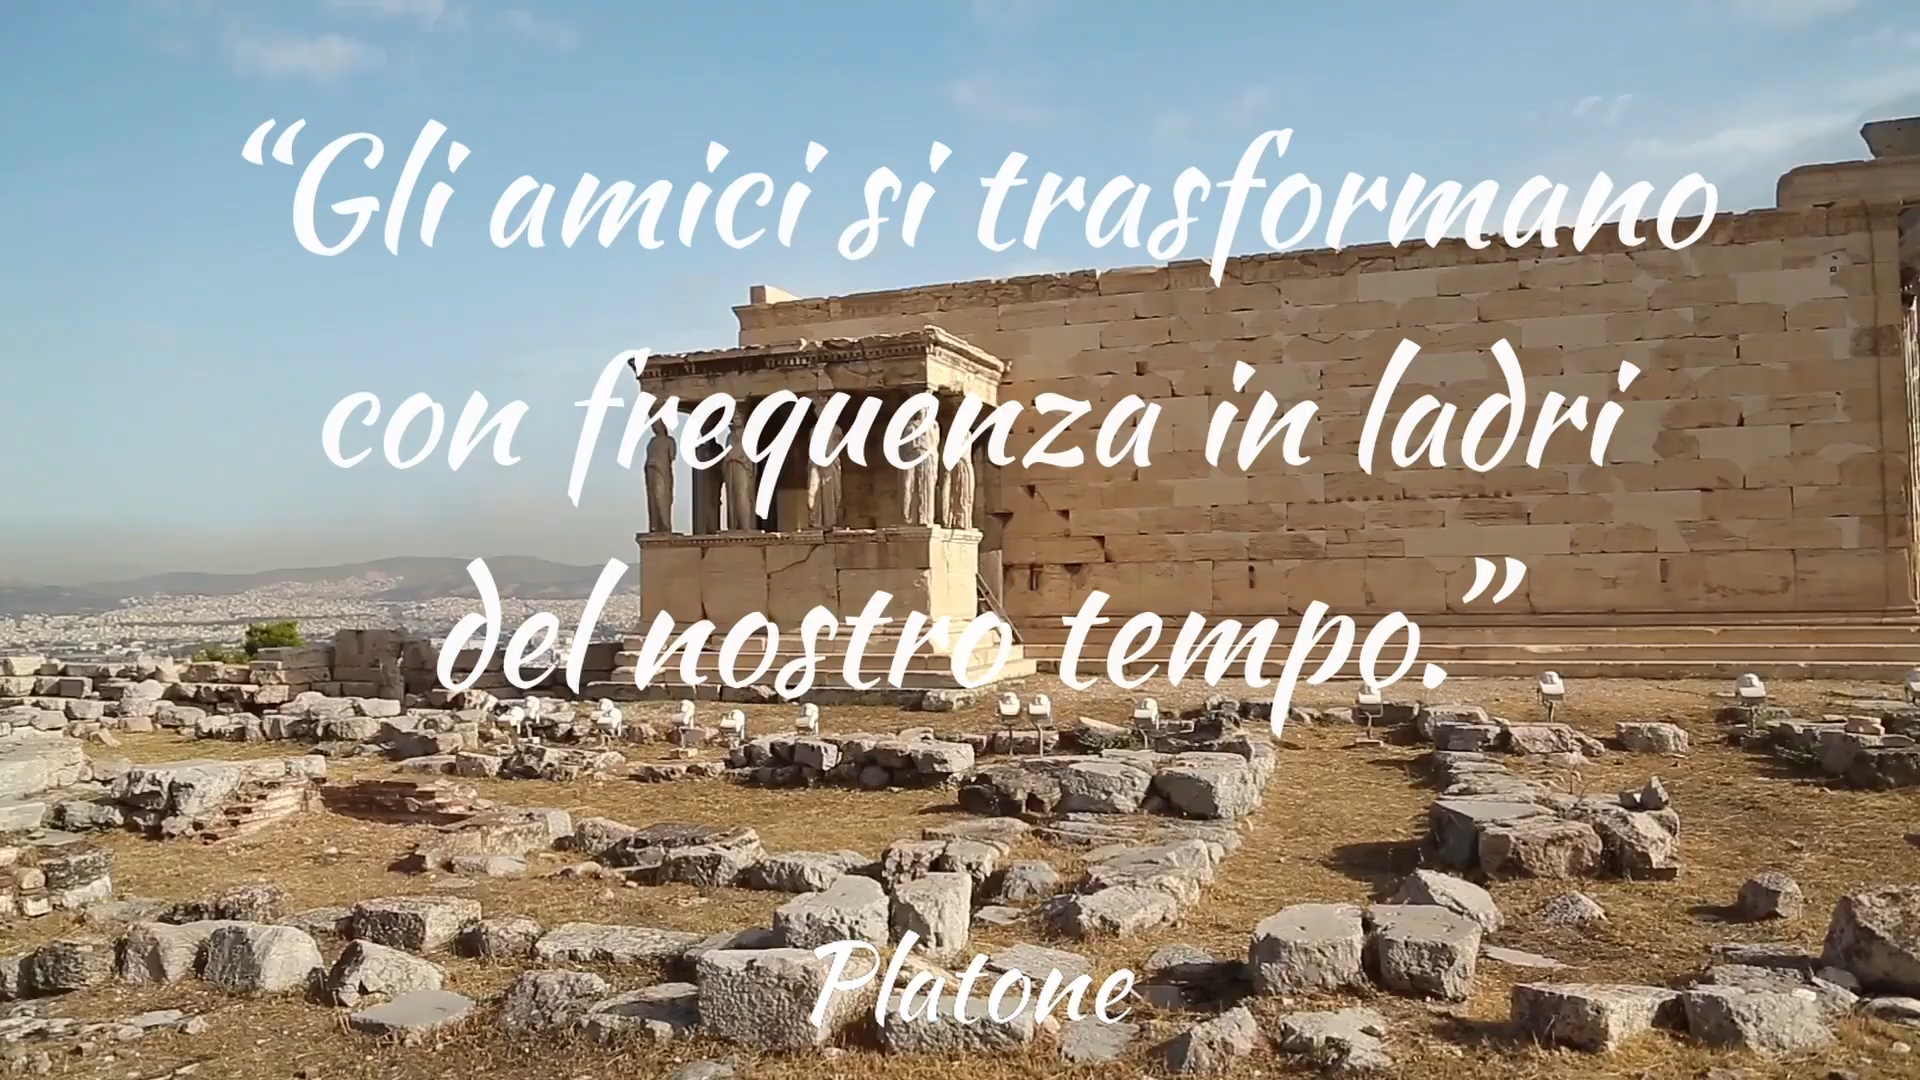 “Gli amici si trasformano
con frequenza in ladri
del nostro tempo.”
Platone